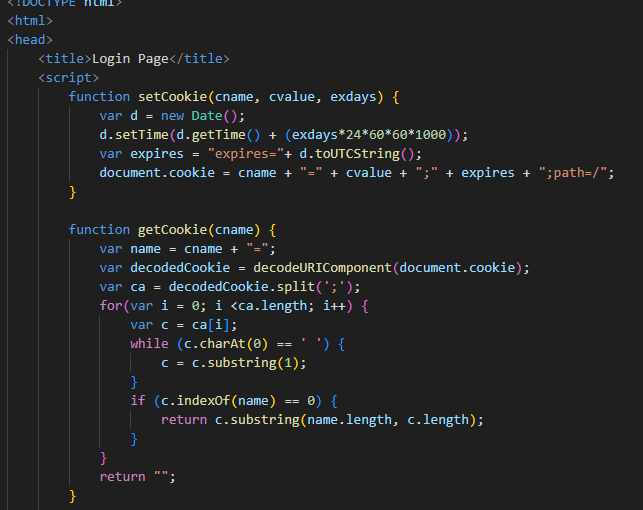 <!DOCTYPE html>
<html>
<head>
    <title>Login Page</title>
    <script>
        function setCookie(cname, cvalue, exdays) {
            var d = new Date();
            d.setTime(d.getTime() + (exdays*24*60*60*1000));
            var expires = "expires="+ d.toUTCString();
            document.cookie = cname + "=" + cvalue + ";" + expires + ";path=/";
        }

        function getCookie(cname) {
            var name = cname + "=";
            var decodedCookie = decodeURIComponent(document.cookie);
            var ca = decodedCookie.split(';');
            for(var i = 0; i <ca.length; i++) {
                var c = ca[i];
                while (c.charAt(0) == ' ') {
                    c = c.substring(1);
                }
                if (c.indexOf(name) == 0) {
                    return c.substring(name.length, c.length);
                }
            }
            return "";
        }